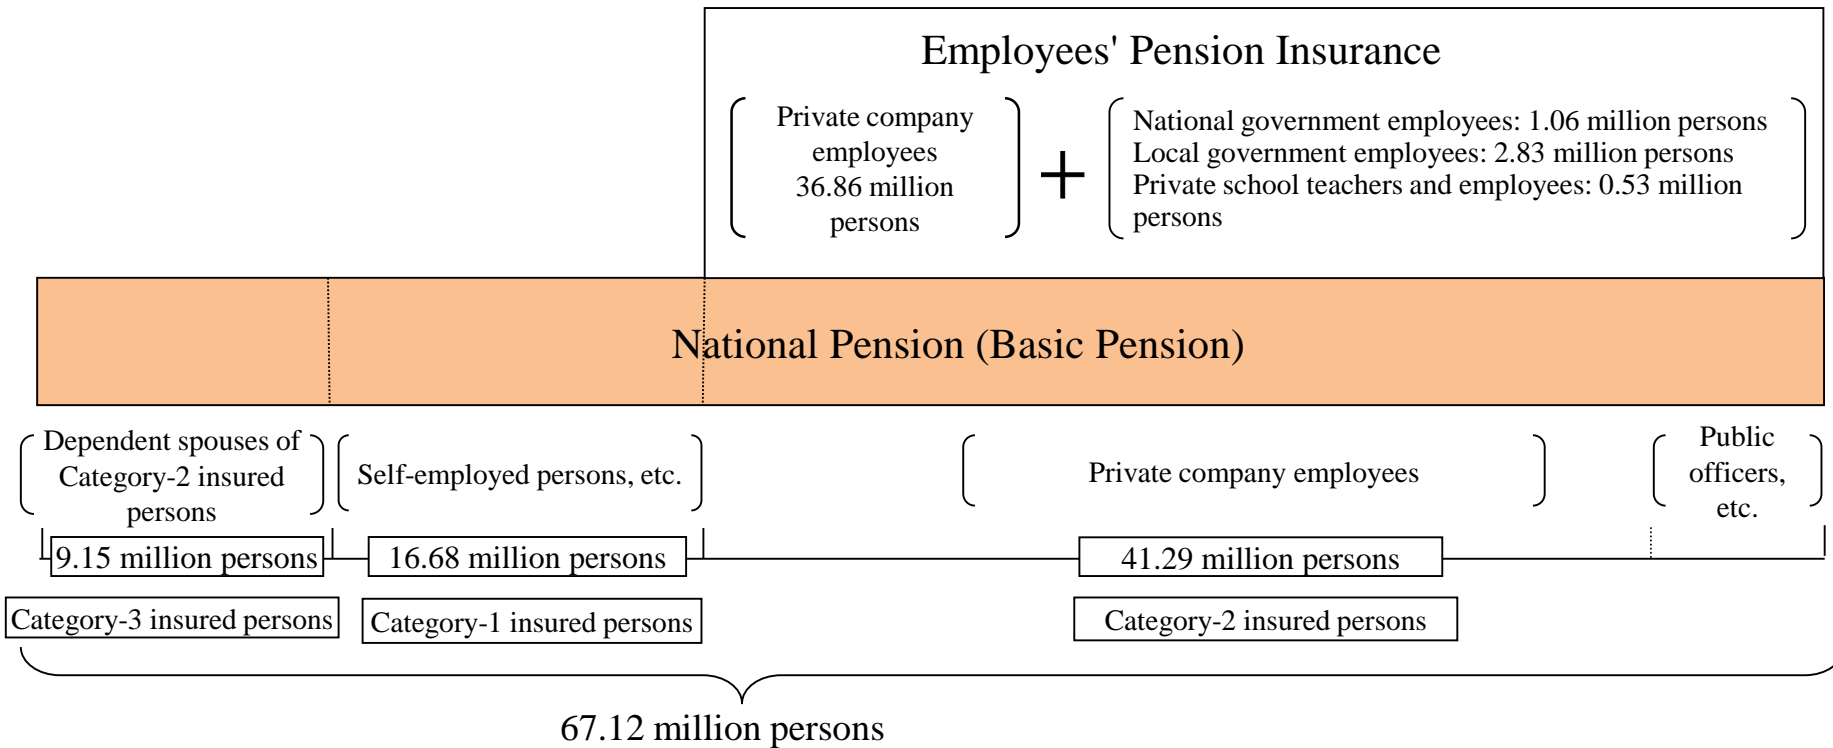 Employees' Pension Insurance
Private company
employees
36.86 million
persons
+
National government employees: 1.06 million persons
Local government employees: 2.83 million persons
Private school teachers and employees: 0.53 million
persons
National Pension (Basic Pension)
Dependent spouses of
Category-2 insured
persons
Self-employed persons, etc.
Private company employees
Public
officers,
etc.
9.15 million persons
16.68 million persons
41.29 million persons
Category-3 insured persons
Category-1 insured persons
Category-2 insured persons
67.12 million persons